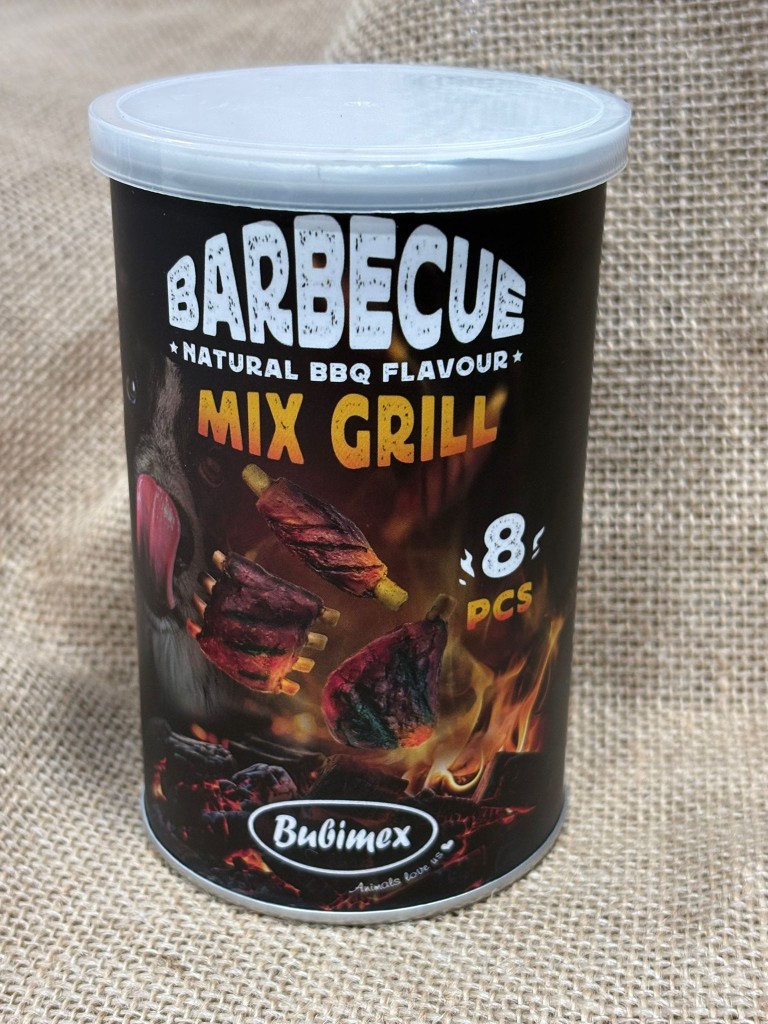 BARBECUE
NATURAL BBQ FLAVOUR
MIX GRILL
8
PCS
Bubimex
Animals love us